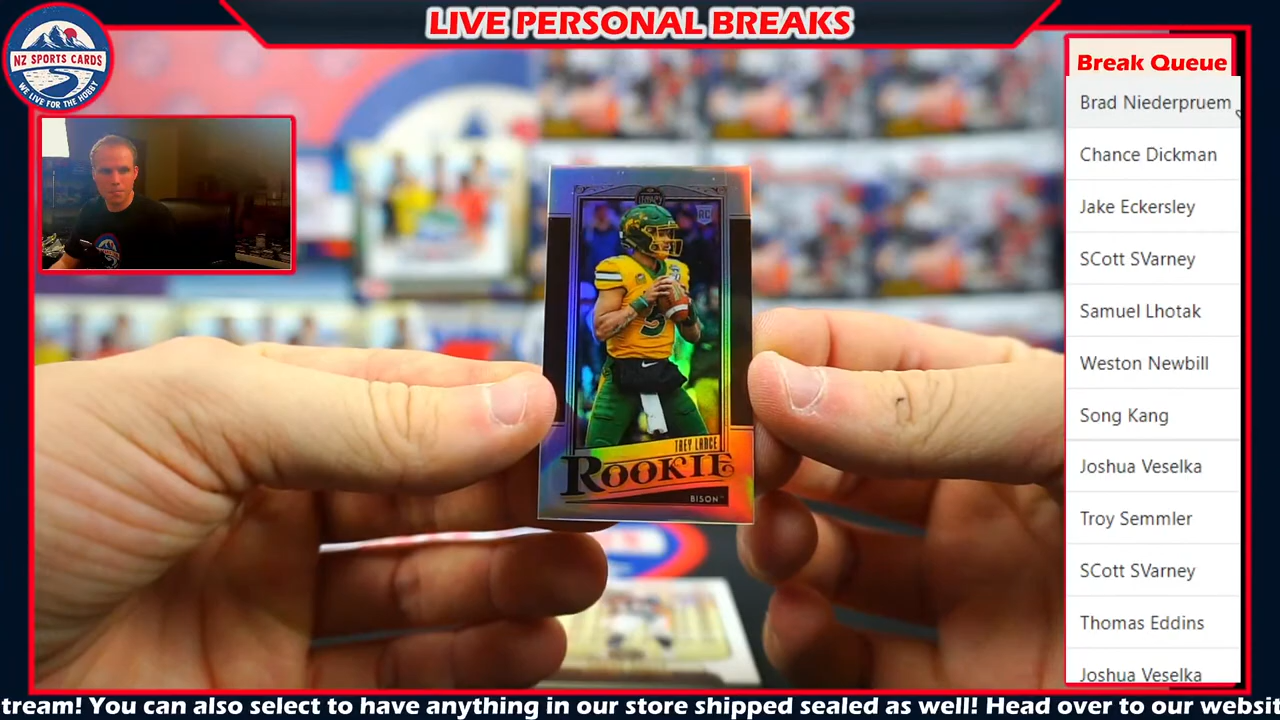 LIVE PERSONAL BREAKS
NZ SPORTS CARDS
WE LIVE FOR THE HOBBY
Break Queue
Brad Niederpruem
Chance Dickman
Jake Eckersley
SCott SVarney
Samuel Lhotak
Weston Newbill
Song Kang
Joshua Veselka
Troy Semmler
SCott SVarney
Thomas Eddins
Joshua Veselka
LEGACY
RC
5
TREY LANCE
ROOKIE
BISON
tream! You can also select to have anything in our store shipped sealed as well! Head over to our websit